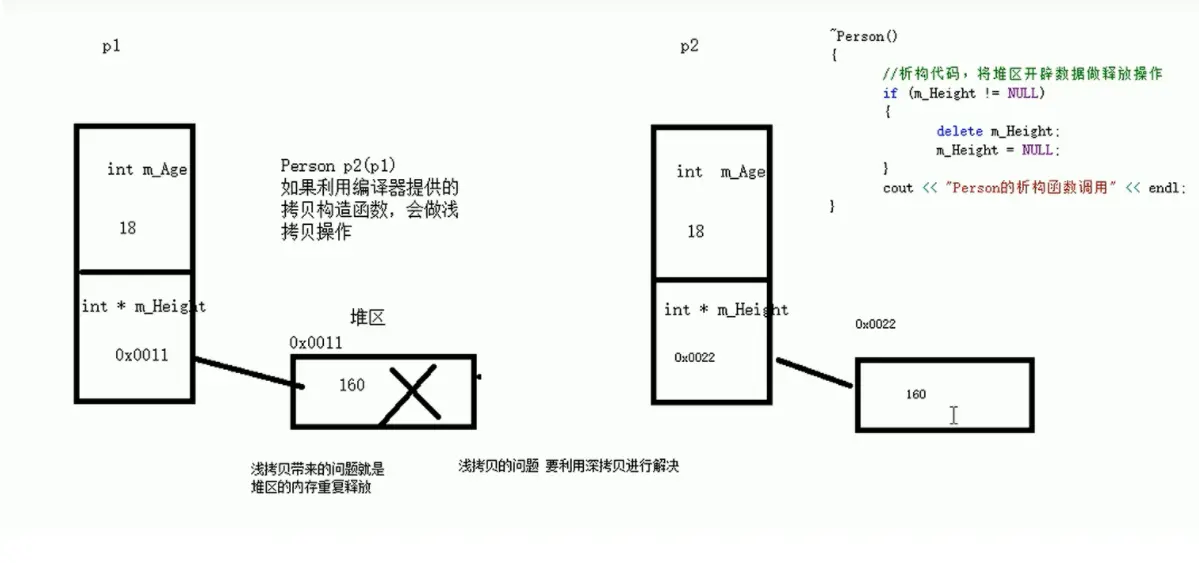 p1
int m_Age
18
int * m_Height
0x0011
Person p2(p1)
如果利用编译器提供的
拷贝构造函数，会做浅
拷贝操作
堆区
0x0011
160
浅拷贝带来的问题就是
堆区的内存重复释放
浅拷贝的问题 要利用深拷贝进行解决
p2
int m_Age
18
int * m_Height
0x0022
0x0022
160
~Person()
{
//析构代码，将堆区开辟数据做释放操作
if (m_Height != NULL)
{
delete m_Height;
m_Height = NULL;
}
cout << "Person的析构函数调用" << endl;
}